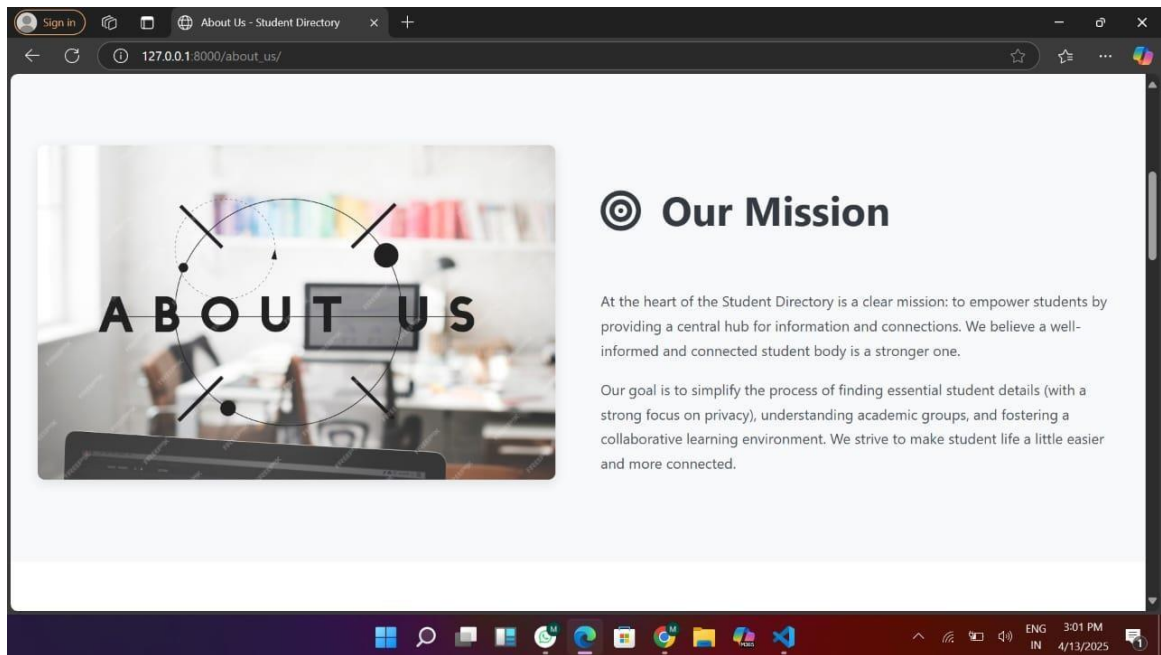 Sign in
About Us - Student Directory
127.0.0.1:8000/about_us/
ABOUT US
Our Mission
At the heart of the Student Directory is a clear mission: to empower students by
providing a central hub for information and connections. We believe a well-
informed and connected student body is a stronger one.
Our goal is to simplify the process of finding essential student details (with a
strong focus on privacy), understanding academic groups, and fostering a
collaborative learning environment. We strive to make student life a little easier
and more connected.
ENG
IN
3:01 PM
4/13/2025